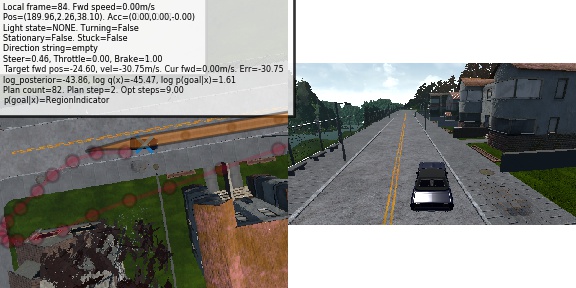 Local frame=84. Fwd speed=0.00m/s
Pos=(189.96,2.26,38.10). Acc=(0.00,0.00,-0.00)
Light state=NONE. Turning=False
Stationary=False. Stuck=False
Direction string=empty
Steer=0.46, Throttle=0.00, Brake=1.00
Target fwd pos=-24.60, vel=-30.75m/s. Cur fwd=0.00m/s. Err=-30.75
log_posterior=-43.86, log q(x)=-45.47, log p(goal|x)=1.61
Plan count=82. Plan step=2. Opt steps=9.00
p(goal|x)=RegionIndicator